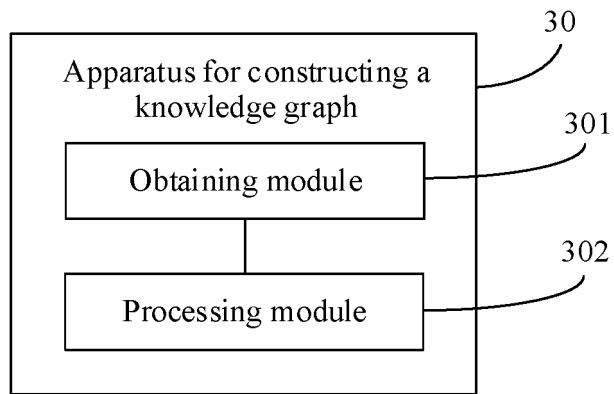 30
Apparatus for constructing a
knowledge graph
301
Obtaining module
302
Processing module